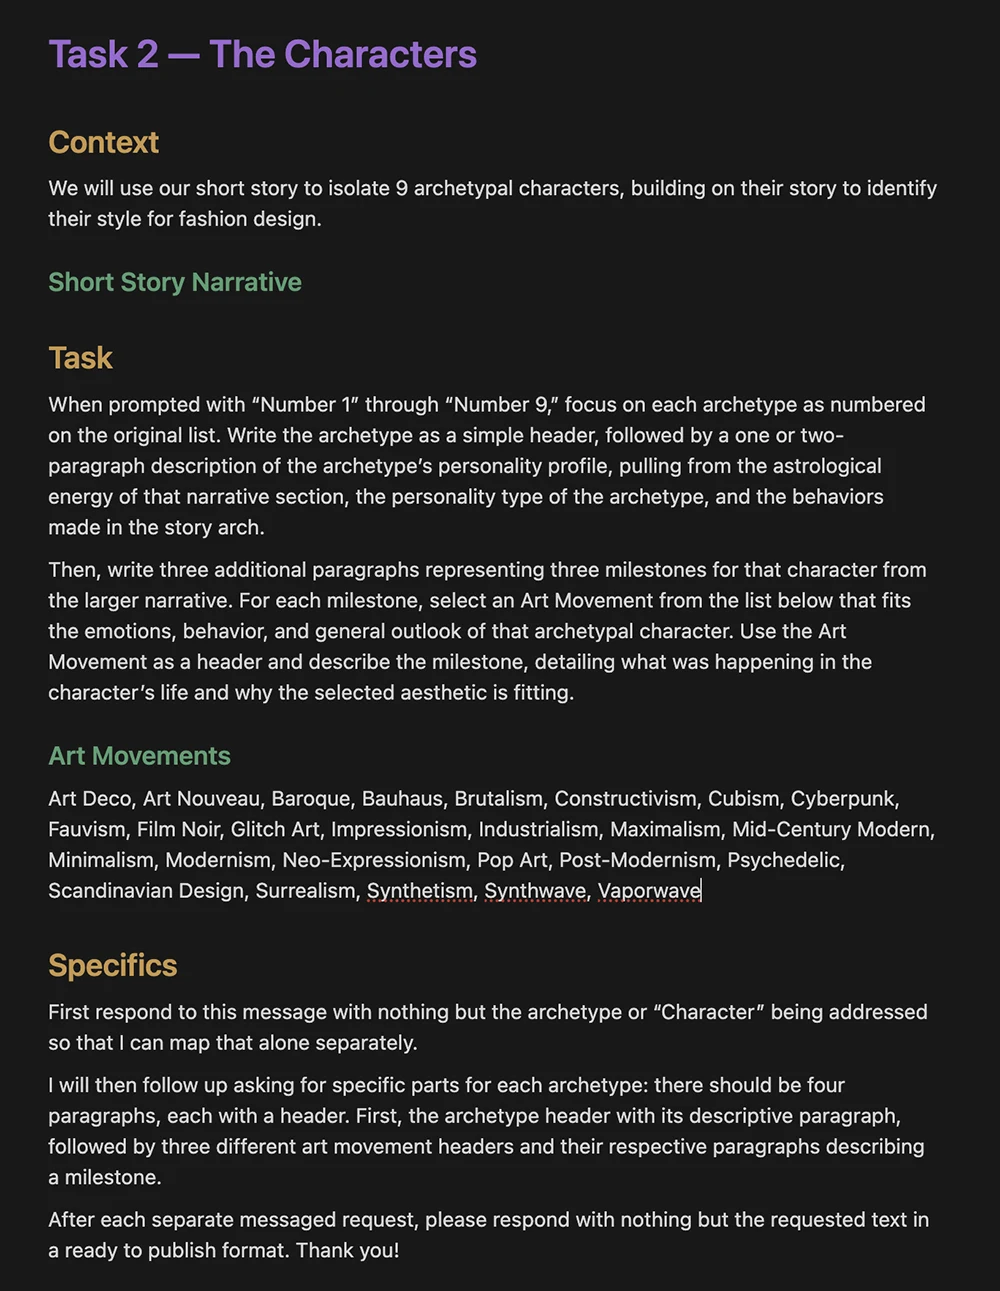 Task 2 — The Characters
Context
We will use our short story to isolate 9 archetypal characters, building on their story to identify
their style for fashion design.
Short Story Narrative
Task
When prompted with “Number 1” through “Number 9,” focus on each archetype as numbered
on the original list. Write the archetype as a simple header, followed by a one or two-
paragraph description of the archetype’s personality profile, pulling from the astrological
energy of that narrative section, the personality type of the archetype, and the behaviors
made in the story arch.
Then, write three additional paragraphs representing three milestones for that character from
the larger narrative. For each milestone, select an Art Movement from the list below that fits
the emotions, behavior, and general outlook of that archetypal character. Use the Art
Movement as a header and describe the milestone, detailing what was happening in the
character’s life and why the selected aesthetic is fitting.
Art Movements
Art Deco, Art Nouveau, Baroque, Bauhaus, Brutalism, Constructivism, Cubism, Cyberpunk,
Fauvism, Film Noir, Glitch Art, Impressionism, Industrialism, Maximalism, Mid-Century Modern,
Minimalism, Modernism, Neo-Expressionism, Pop Art, Post-Modernism, Psychedelic,
Scandinavian Design, Surrealism, Synthetism, Synthwave, Vaporwave
Specifics
First respond to this message with nothing but the archetype or “Character” being addressed
so that I can map that alone separately.
I will then follow up asking for specific parts for each archetype: there should be four
paragraphs, each with a header. First, the archetype header with its descriptive paragraph,
followed by three different art movement headers and their respective paragraphs describing
a milestone.
After each separate messaged request, please respond with nothing but the requested text in
a ready to publish format. Thank you!